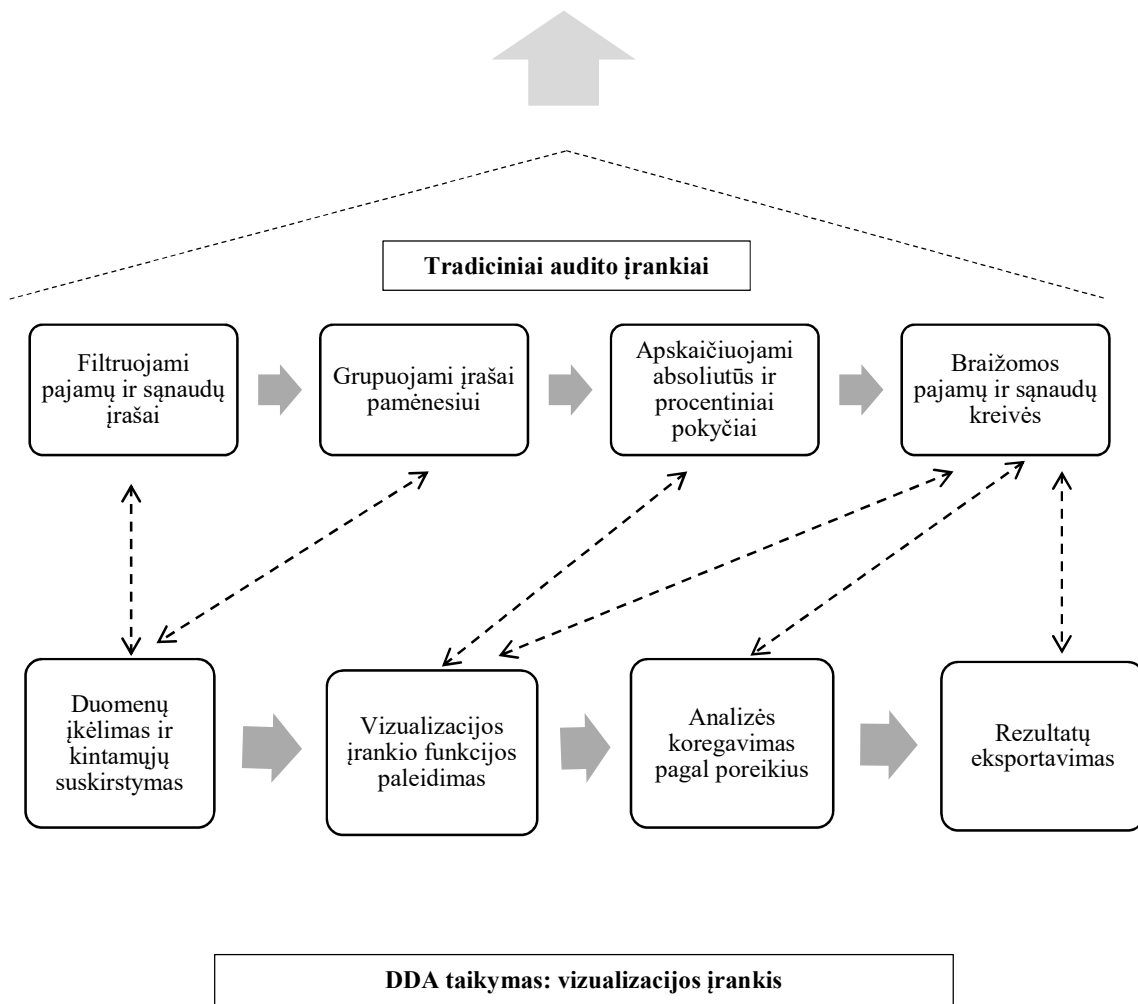 Tradiciniai audito įrankiai
Filtruojami
pajamų ir sąnaudų
įrašai
Grupuojami įrašai
pamėnesiui
Apskaičiuojami
absoliutūs ir
procentiniai
pokyčiai
Braižomos
pajamų ir sąnaudų
kreivės
Duomenų
įkėlimas ir
kintamųjų
suskirstymas
Vizualizacijos
įrankio funkcijos
paleidimas
Analizės
koregavimas
pagal poreikius
Rezultatų
eksportavimas
DDA taikymas: vizualizacijos įrankis